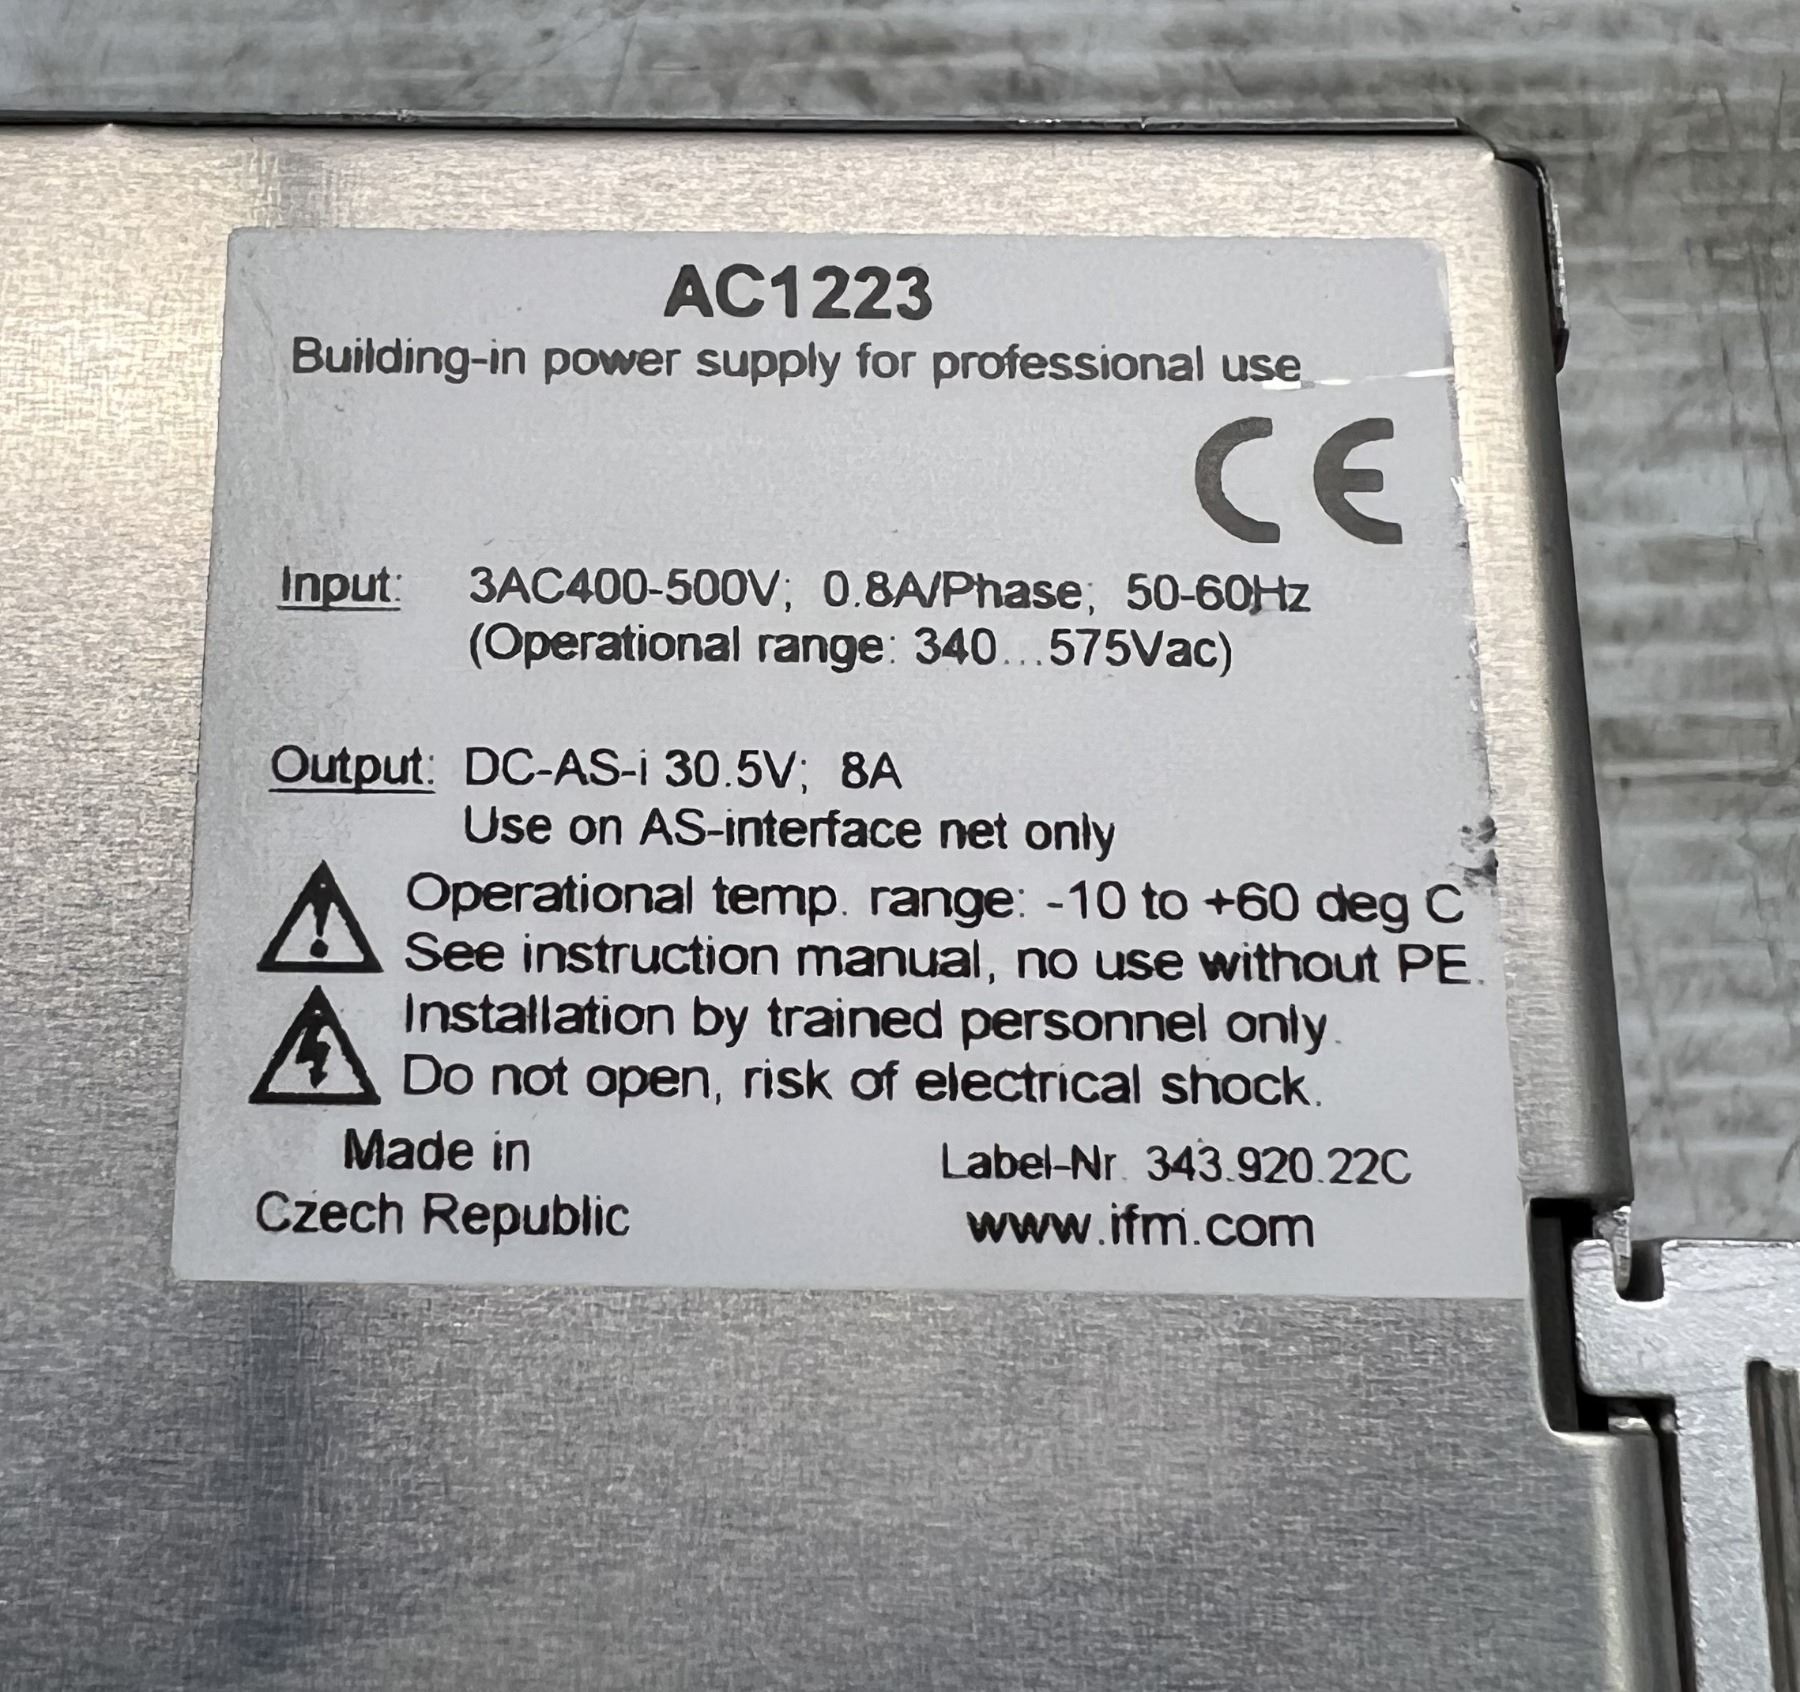 AC1223
Building-in power supply for professional use
CE
Input: 3AC400-500V; 0.8A/Phase; 50-60Hz
(Operational range: 340...575Vac)
Output: DC-AS-i 30.5V; 8A
Use on AS-interface net only
Operational temp. range: -10 to +60 deg C
See instruction manual, no use without PE.
Installation by trained personnel only.
Do not open, risk of electrical shock.
Made in
Czech Republic
Label-Nr. 343.920.22C
www.ifm.com